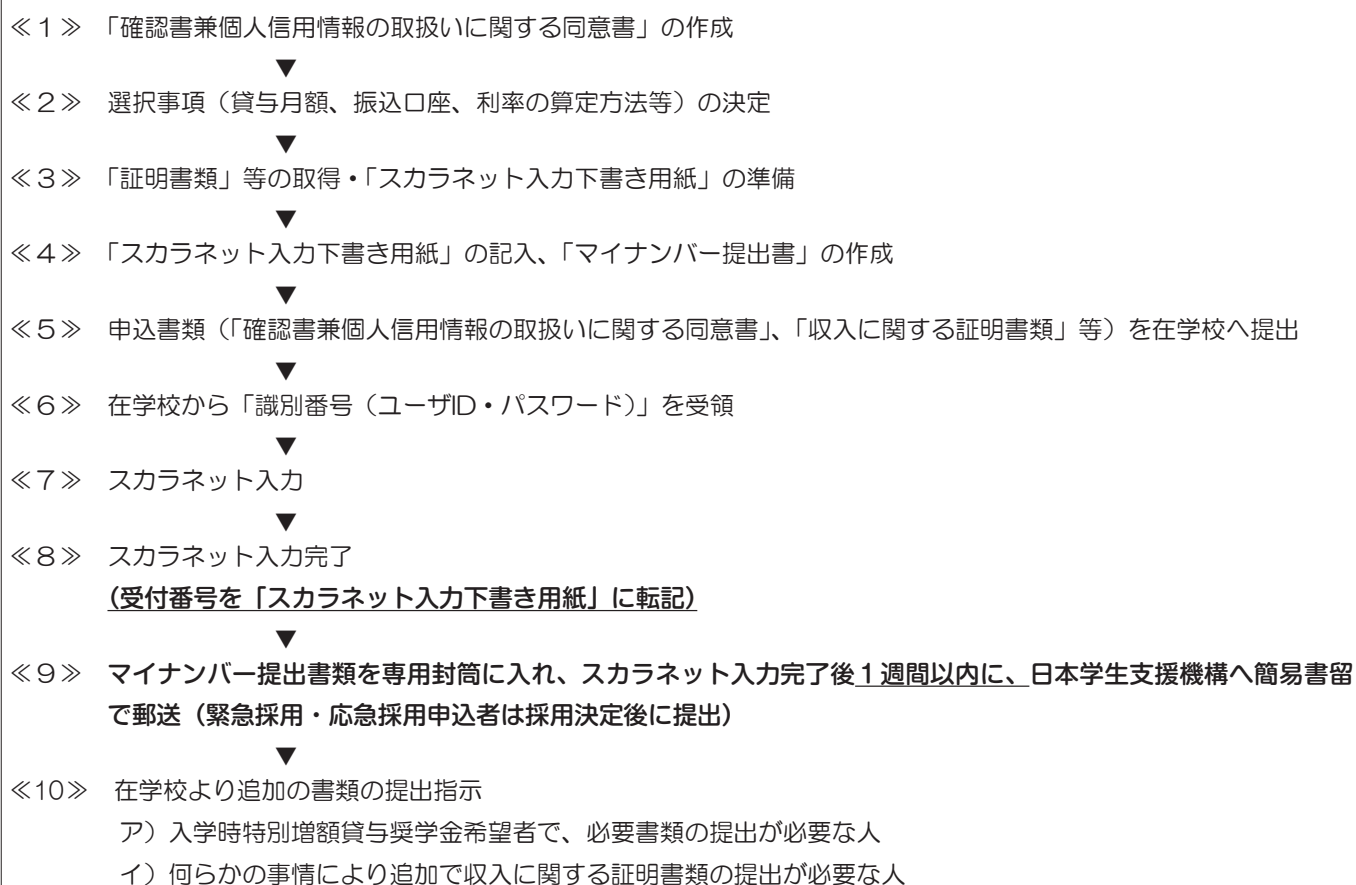 ≪１≫ 「確認書兼個人信用情報の取扱いに関する同意書」の作成
▼
≪２≫ 選択事項（貸与月額、振込口座、利率の算定方法等）の決定
▼
≪３≫ 「証明書類」等の取得・「スカラネット入力下書き用紙」の準備
▼
≪４≫ 「スカラネット入力下書き用紙」の記入、「マイナンバー提出書」の作成
▼
≪５≫ 申込書類（「確認書兼個人信用情報の取扱いに関する同意書」、「収入に関する証明書類」等）を在学校へ提出
▼
≪６≫ 在学校から「識別番号（ユーザID・パスワード）」を受領
▼
≪７≫ スカラネット入力
▼
≪８≫ スカラネット入力完了
（受付番号を「スカラネット入力下書き用紙」に転記）
▼
≪９≫ マイナンバー提出書類を専用封筒に入れ、スカラネット入力完了後１週間以内に、日本学生支援機構へ簡易書留
で郵送（緊急採用・応急採用申込者は採用決定後に提出）
▼
≪10≫ 在学校より追加の書類の提出指示
ア）入学時特別増額貸与奨学金希望者で、必要書類の提出が必要な人
イ）何らかの事情により追加で収入に関する証明書類の提出が必要な人